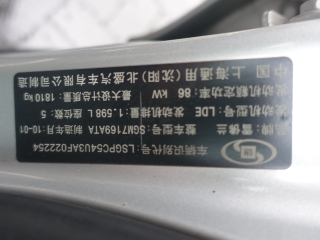 中国 上海通用(沈阳)北盛汽车有限公司制造
发动机额定功率 86 kW 最大设计总质量 1810 kg
发动机型号 LDE 发动机排量 1.598 L 座位数 5
雪佛兰 整车型号 SGM7169ATA 制造年月 10-01
车辆识别代号 LSGPC54U3AF022254